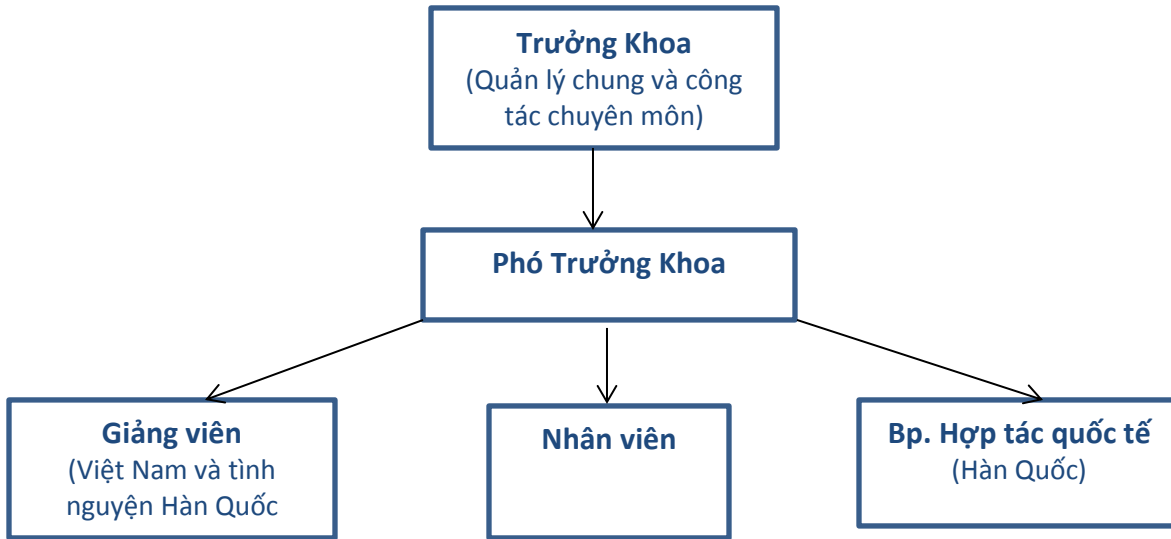 Trưởng Khoa
(Quản lý chung và công
tác chuyên môn)
Phó Trưởng Khoa
Giảng viên
(Việt Nam và tình
nguyện Hàn Quốc
Nhân viên
Bp. Hợp tác quốc tế
(Hàn Quốc)